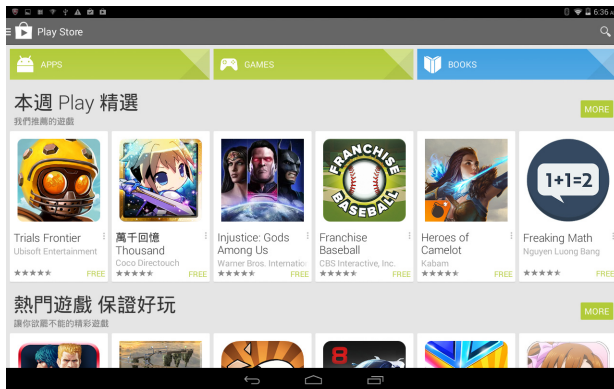 6:36 A
Play Store
APPS
GAMES
BOOKS
本週 Play 精選
MORE
我們推薦的遊戲
FRANCHISE
BASEBALL
1+1=2
Trials Frontier
Ubisoft Entertainment
FREE
萬千回憶
Thousand
Coco Directouch
FREE
Injustice: Gods
Among Us
Warner Bros. Internatic
FREE
Franchise
Baseball
CBS Interactive, Inc.
FREE
Heroes of
Camelot
Kabam
FREE
Freaking Math
Nguyen Luong Bang
FREE
熱門遊戲 保證好玩
MORE
讓你欲罷不能的精彩遊戲
8